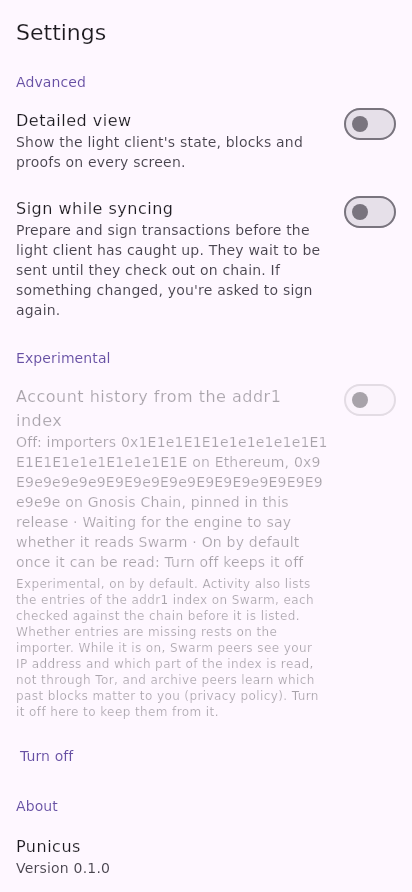 Settings
Advanced
Detailed view
Show the light client's state, blocks and
proofs on every screen.
Sign while syncing
Prepare and sign transactions before the
light client has caught up. They wait to be
sent until they check out on chain. If
something changed, you're asked to sign
again.
Experimental
Account history from the addr1
index
Off: importers 0x1E1e1E1E1e1e1e1e1e1E1
E1E1E1e1e1E1e1e1E1E on Ethereum, 0x9
E9e9e9e9e9E9E9e9E9e9E9E9E9e9E9E9E9
e9e9e on Gnosis Chain, pinned in this
release · Waiting for the engine to say
whether it reads Swarm · On by default
once it can be read: Turn off keeps it off
Experimental, on by default. Activity also lists
the entries of the addr1 index on Swarm, each
checked against the chain before it is listed.
Whether entries are missing rests on the
importer. While it is on, Swarm peers see your
IP address and which part of the index is read,
not through Tor, and archive peers learn which
past blocks matter to you (privacy policy). Turn
it off here to keep them from it.
Turn off
About
Punicus
Version 0.1.0